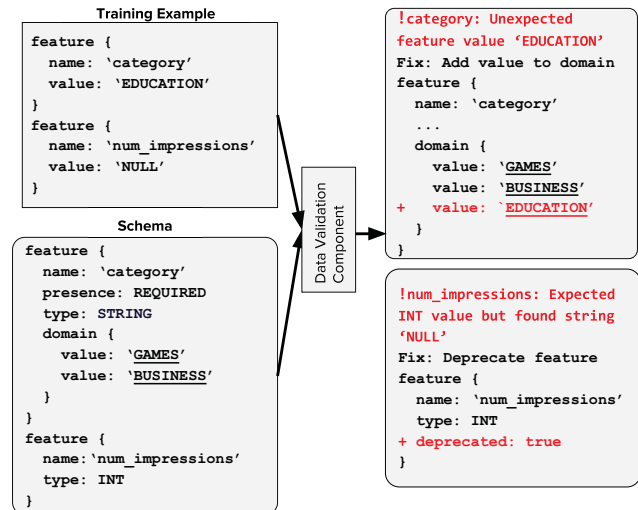 Training Example
feature {
name: ‘category’
value: ‘EDUCATION’
}
feature {
name: ‘num_impressions’
value: ‘NULL’
}
Schema
feature {
name: ‘category’
presence: REQUIRED
type: STRING
domain {
value: ‘GAMES’
value: ‘BUSINESS’
}
}
feature {
name:‘num_impressions’
type: INT
}
Data Validation
Component
!category: Unexpected
feature value ‘EDUCATION’
Fix: Add value to domain
feature {
name: ‘category’
...
domain {
value: ‘GAMES’
value: ‘BUSINESS’
+ value: `EDUCATION’
}
}
!num_impressions: Expected
INT value but found string
‘NULL’
Fix: Deprecate feature
feature {
name: ‘num_impressions’
type: INT
+ deprecated: true
}